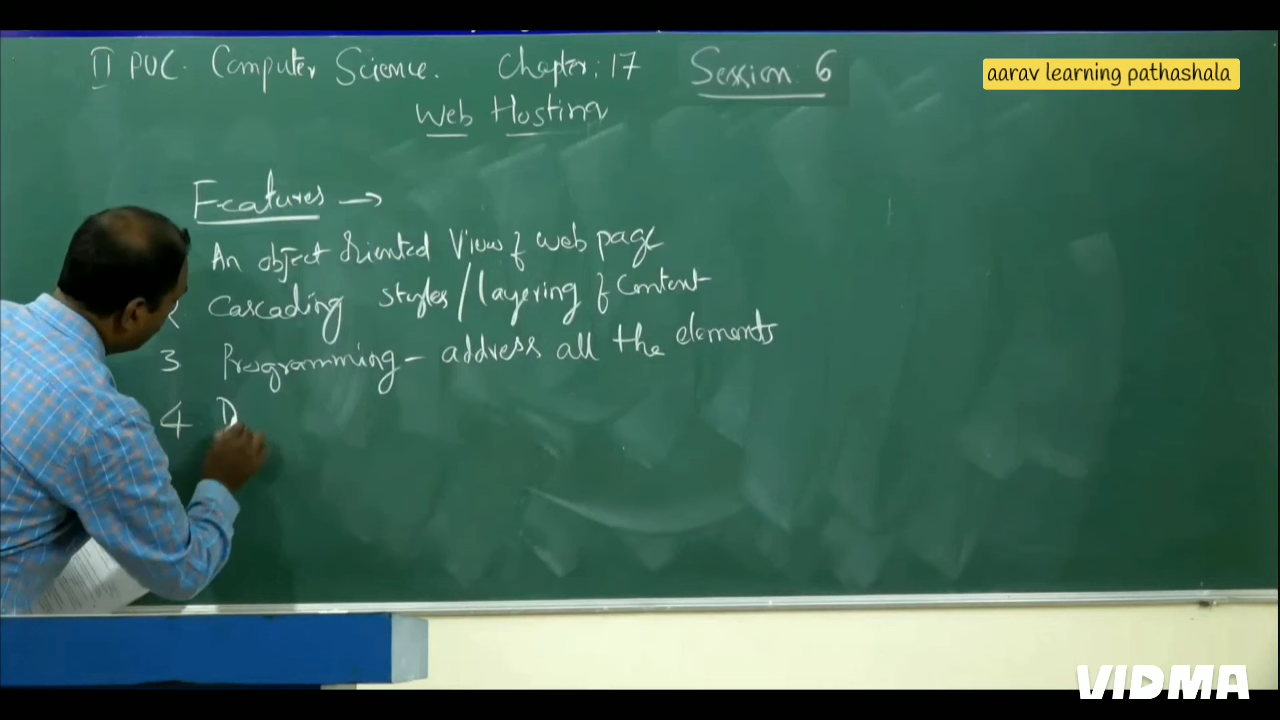 II PUC. Computer Science. Chapter: 17 Session: 6
aarav learning pathashala
Web Hosting
Features →
An object Oriented View of web page
2 Cascading styles/layering of Content
3 Programming - address all the elements
4 D
VIDMA